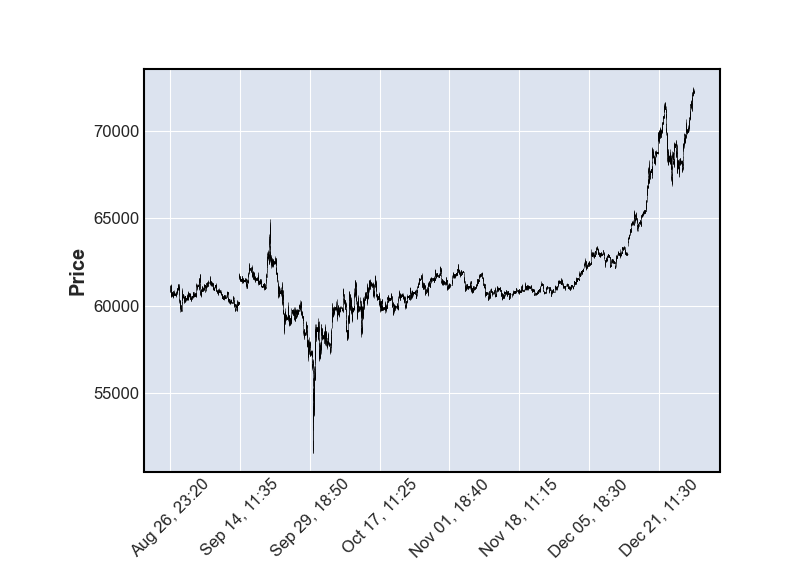 Price
70000
65000
60000
55000
Aug 26, 23:20
Sep 14, 11:35
Sep 29, 18:50
Oct 17, 11:25
Nov 01, 18:40
Nov 18, 11:15
Dec 05, 18:30
Dec 21, 11:30